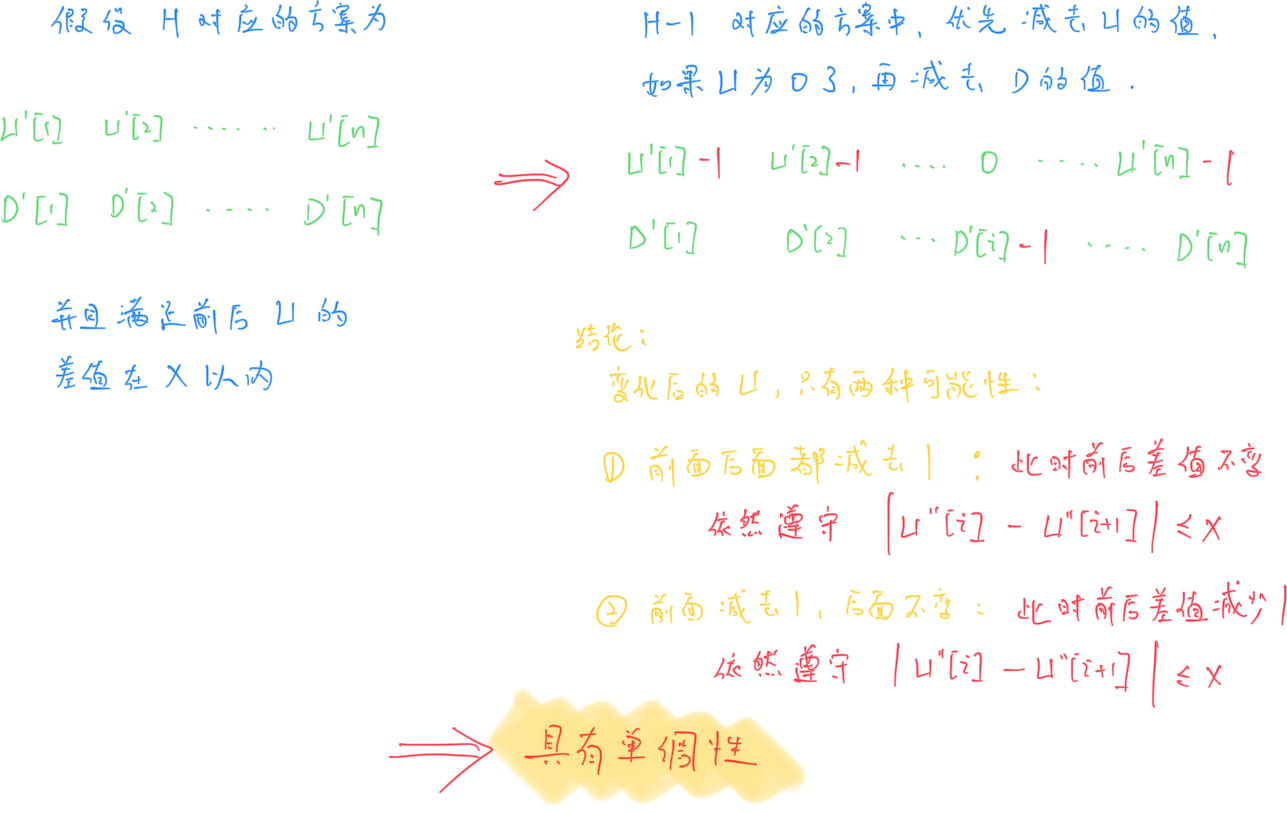 假设 H 对应的方案为
U'[1] U'[2] ······ U'[n]
D'[1] D'[2] ····· D'[n]
并且满足前后 U 的
差值在 X 以内
H-1 对应的方案中，优先减去 U 的值，
如果 U 为 0 了，再减去 D 的值．
U'[1]-1 U'[2]-1 ···· 0 ····· U'[n]-1
D'[1] D'[2] ··· D'[i]-1 ····· D'[n]
结论：
变化后的 U，只有两种可能性：
① 前面后面都减去 1 ：此时前后差值不变
依然遵守 |U''[i] - U''[i+1]| ≤ X
② 前面减去 1，后面不变：此时前后差值减少 1
依然遵守 |U''[i] - U''[i+1]| ≤ X
具有单调性